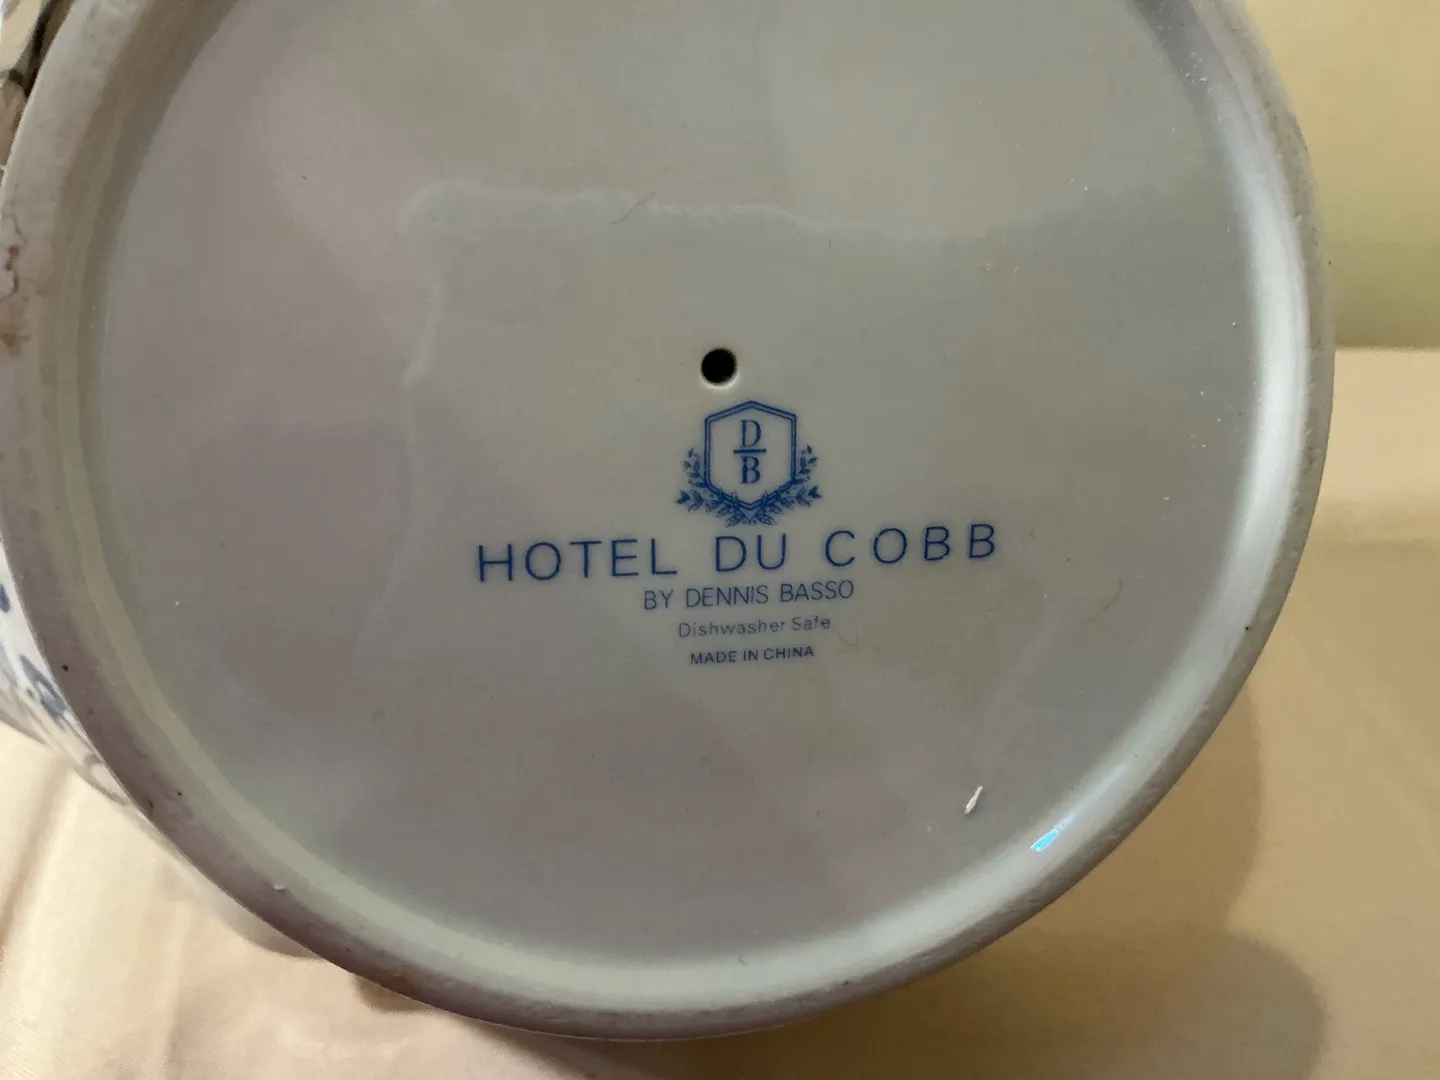 D
B
HOTEL DU COBB
BY DENNIS BASSO
Dishwasher Safe
MADE IN CHINA